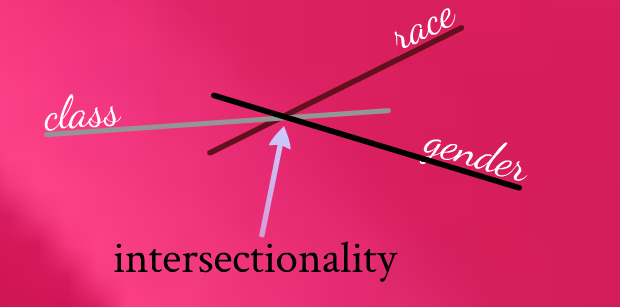 race
class
gender
intersectionality